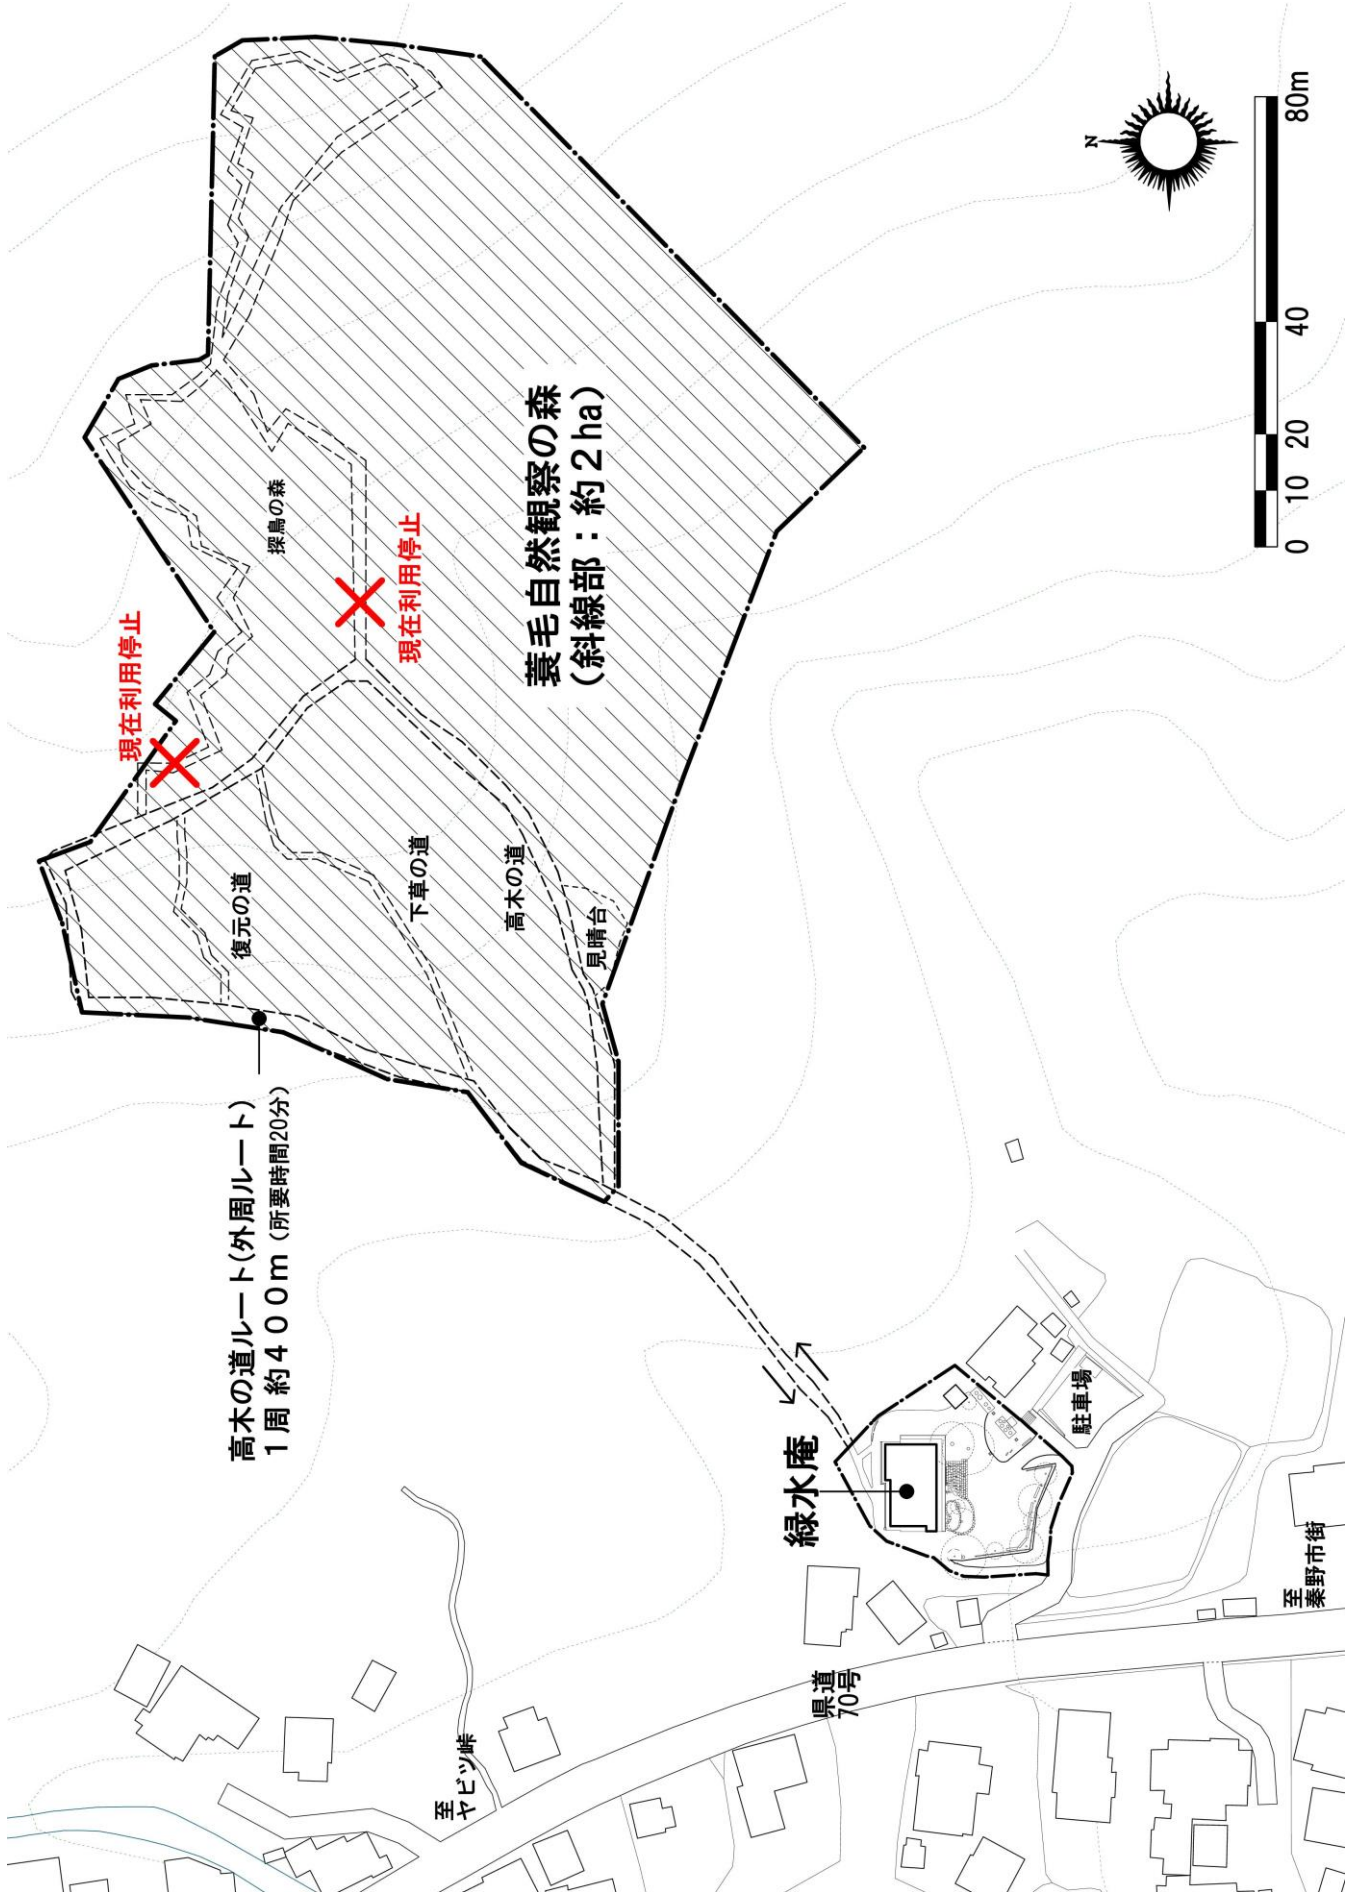 現在利用停止
探鳥の森
現在利用停止
蓑毛自然観察の森
(斜線部:約2ha)
復元の道
下草の道
高木の道
見晴台
高木の道ルート(外周ルート)
1周 約400m(所要時間20分)
緑水庵
駐車場
県道
70号
至
ヤビツ峠
至
秦野市街
N
0 10 20 40 80m